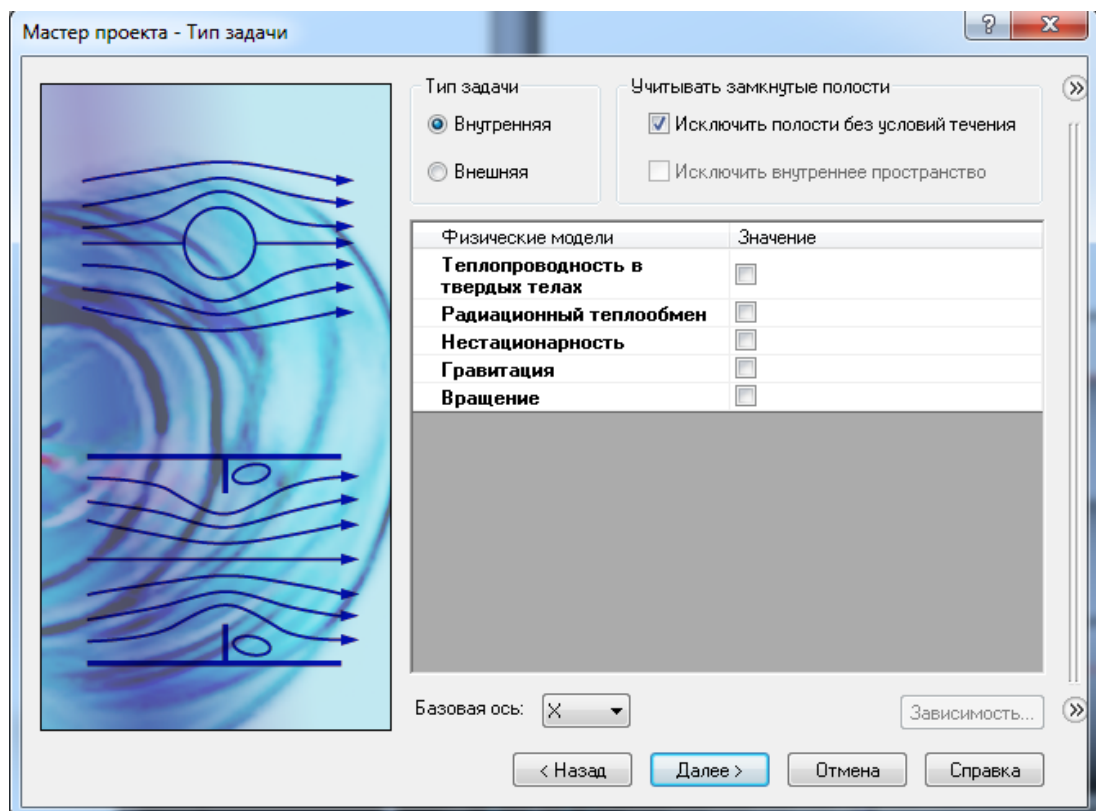 Мастер проекта - Тип задачи
Тип задачи
Внутренняя
Внешняя
Учитывать замкнутые полости
Исключить полости без условий течения
Исключить внутреннее пространство
Физические модели
Значение
Теплопроводность в
твердых телах
Радиационный теплообмен
Нестационарность
Гравитация
Вращение
Базовая ось:
X
Зависимость...
< Назад
Далее >
Отмена
Справка